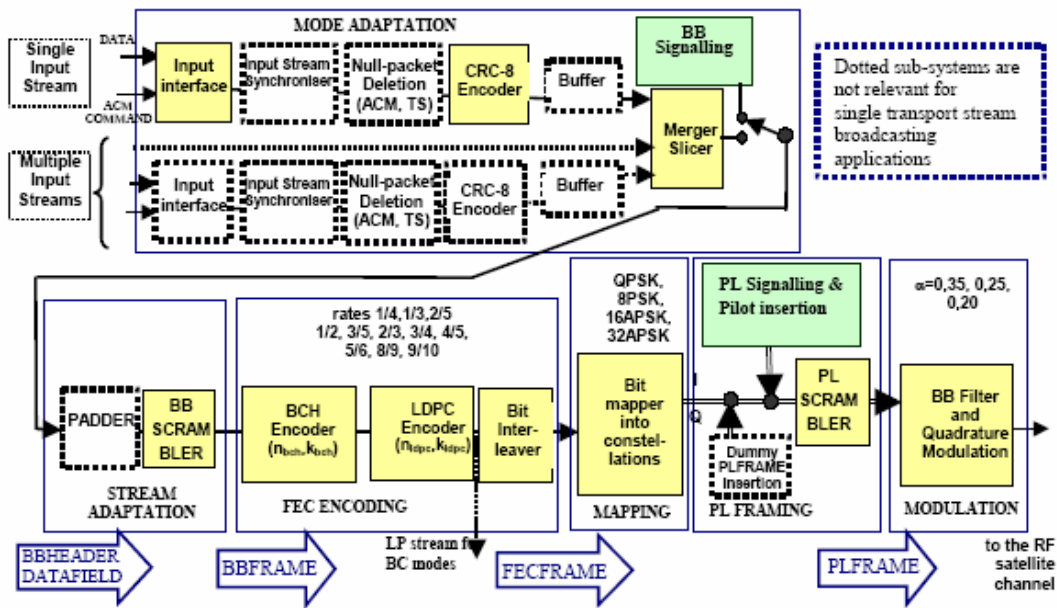 MODE ADAPTATION
BB
Signalling
Single
Input
Stream
DATA
ACM
COMMAND
Input
interface
Input Stream
Synchroniser
Null-packet
Deletion
(ACM, TS)
CRC-8
Encoder
Buffer
Merger
Slicer
Dotted sub-systems are
not relevant for
single transport stream
broadcasting
applications
Multiple
Input
Streams
Input
interface
Input Stream
Synchroniser
Null-packet
Deletion
(ACM, TS)
CRC-8
Encoder
Buffer
rates 1/4,1/3,2/5
1/2, 3/5, 2/3, 3/4, 4/5,
5/6, 8/9, 9/10
QPSK,
8PSK,
16APSK,
32APSK
PL Signalling &
Pilot insertion
α=0,35, 0,25,
0,20
PADDER
BB
SCRAM
BLER
BCH
Encoder
(nbch,kbch)
LDPC
Encoder
(nldpc,kldpc)
Bit
Inter-
leaver
Bit
mapper
into
constel-
lations
I
Q
Dummy
PLFRAME
Insertion
PL
SCRAM
BLER
BB Filter
and
Quadrature
Modulation
STREAM
ADAPTATION
FEC ENCODING
MAPPING
PL FRAMING
MODULATION
LP stream for
BC modes
BBHEADER
DATAFIELD
BBFRAME
FECFRAME
PLFRAME
to the RF
satellite
channel